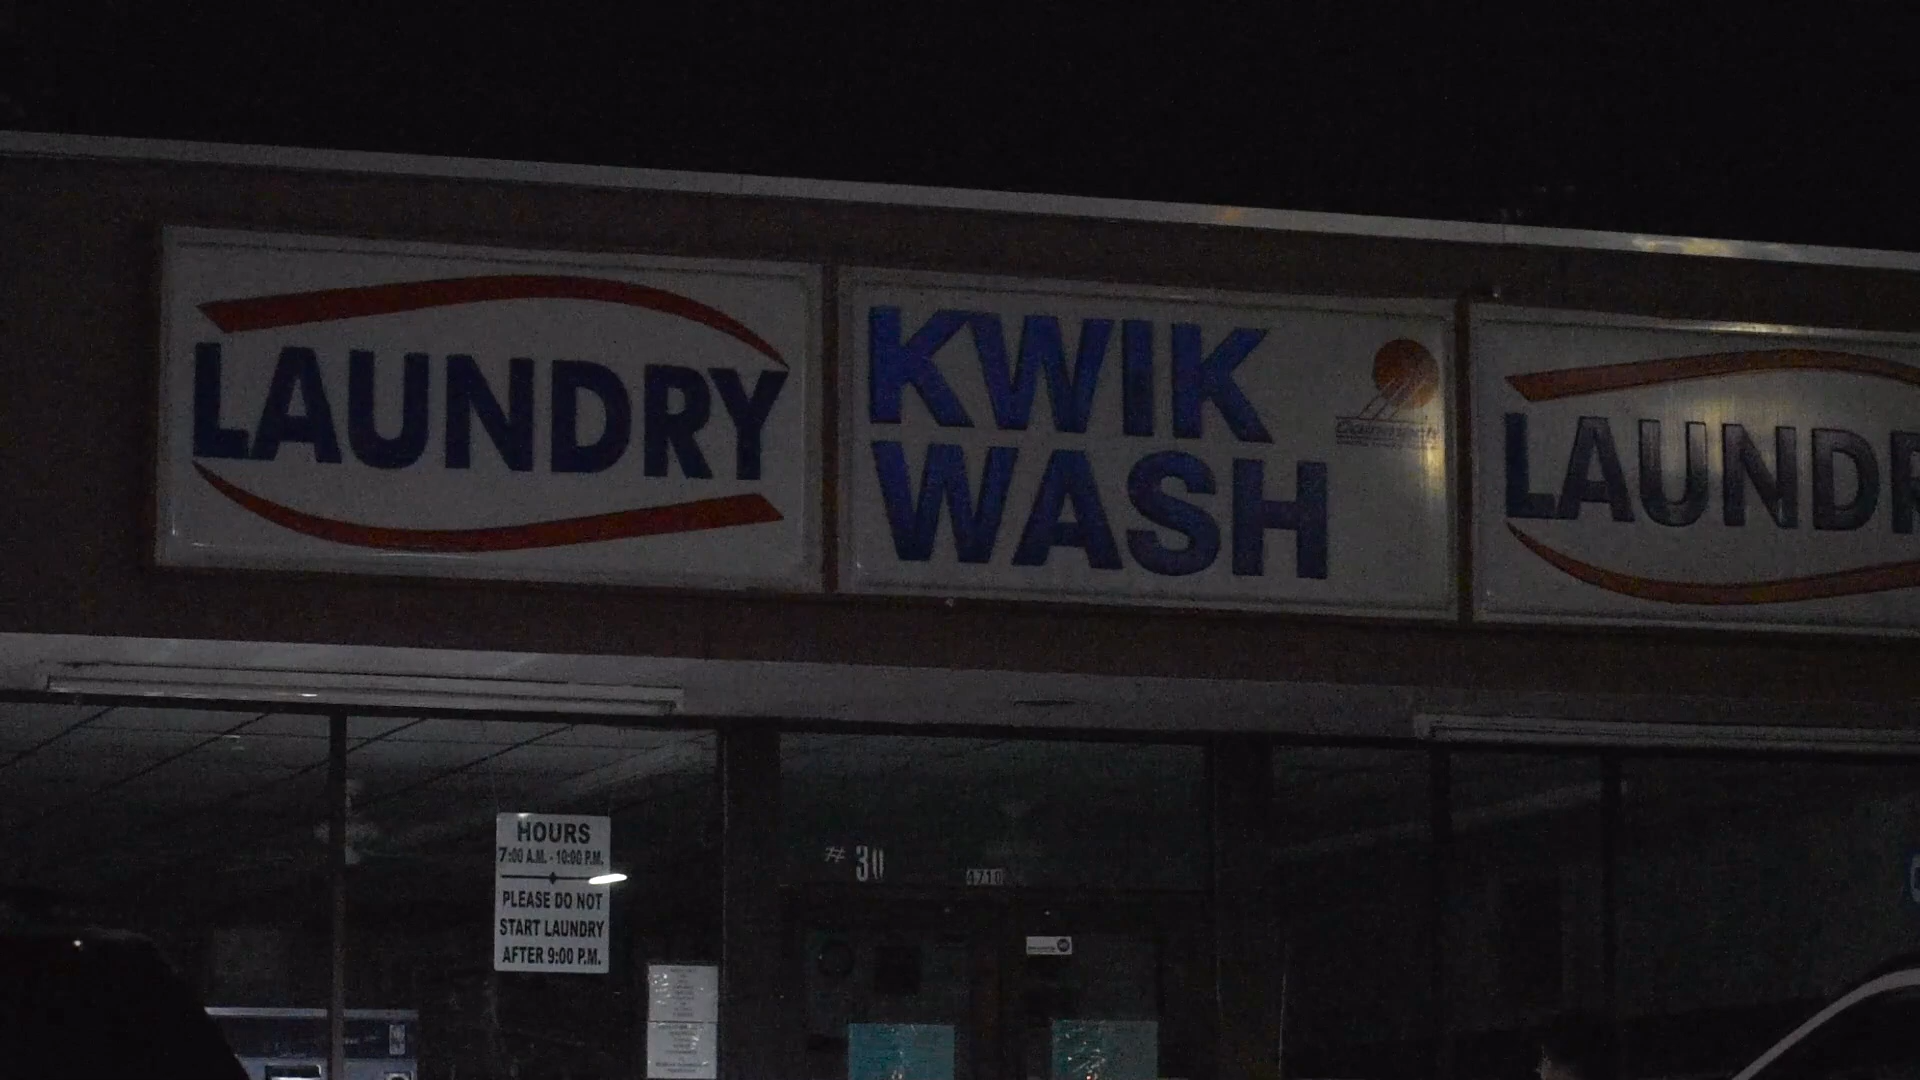 LAUNDRY
KWIK
WASH
LAUNDR
HOURS
7:00 A.M. - 10:00 P.M.
PLEASE DO NOT
START LAUNDRY
AFTER 9:00 P.M.
# 30
4710